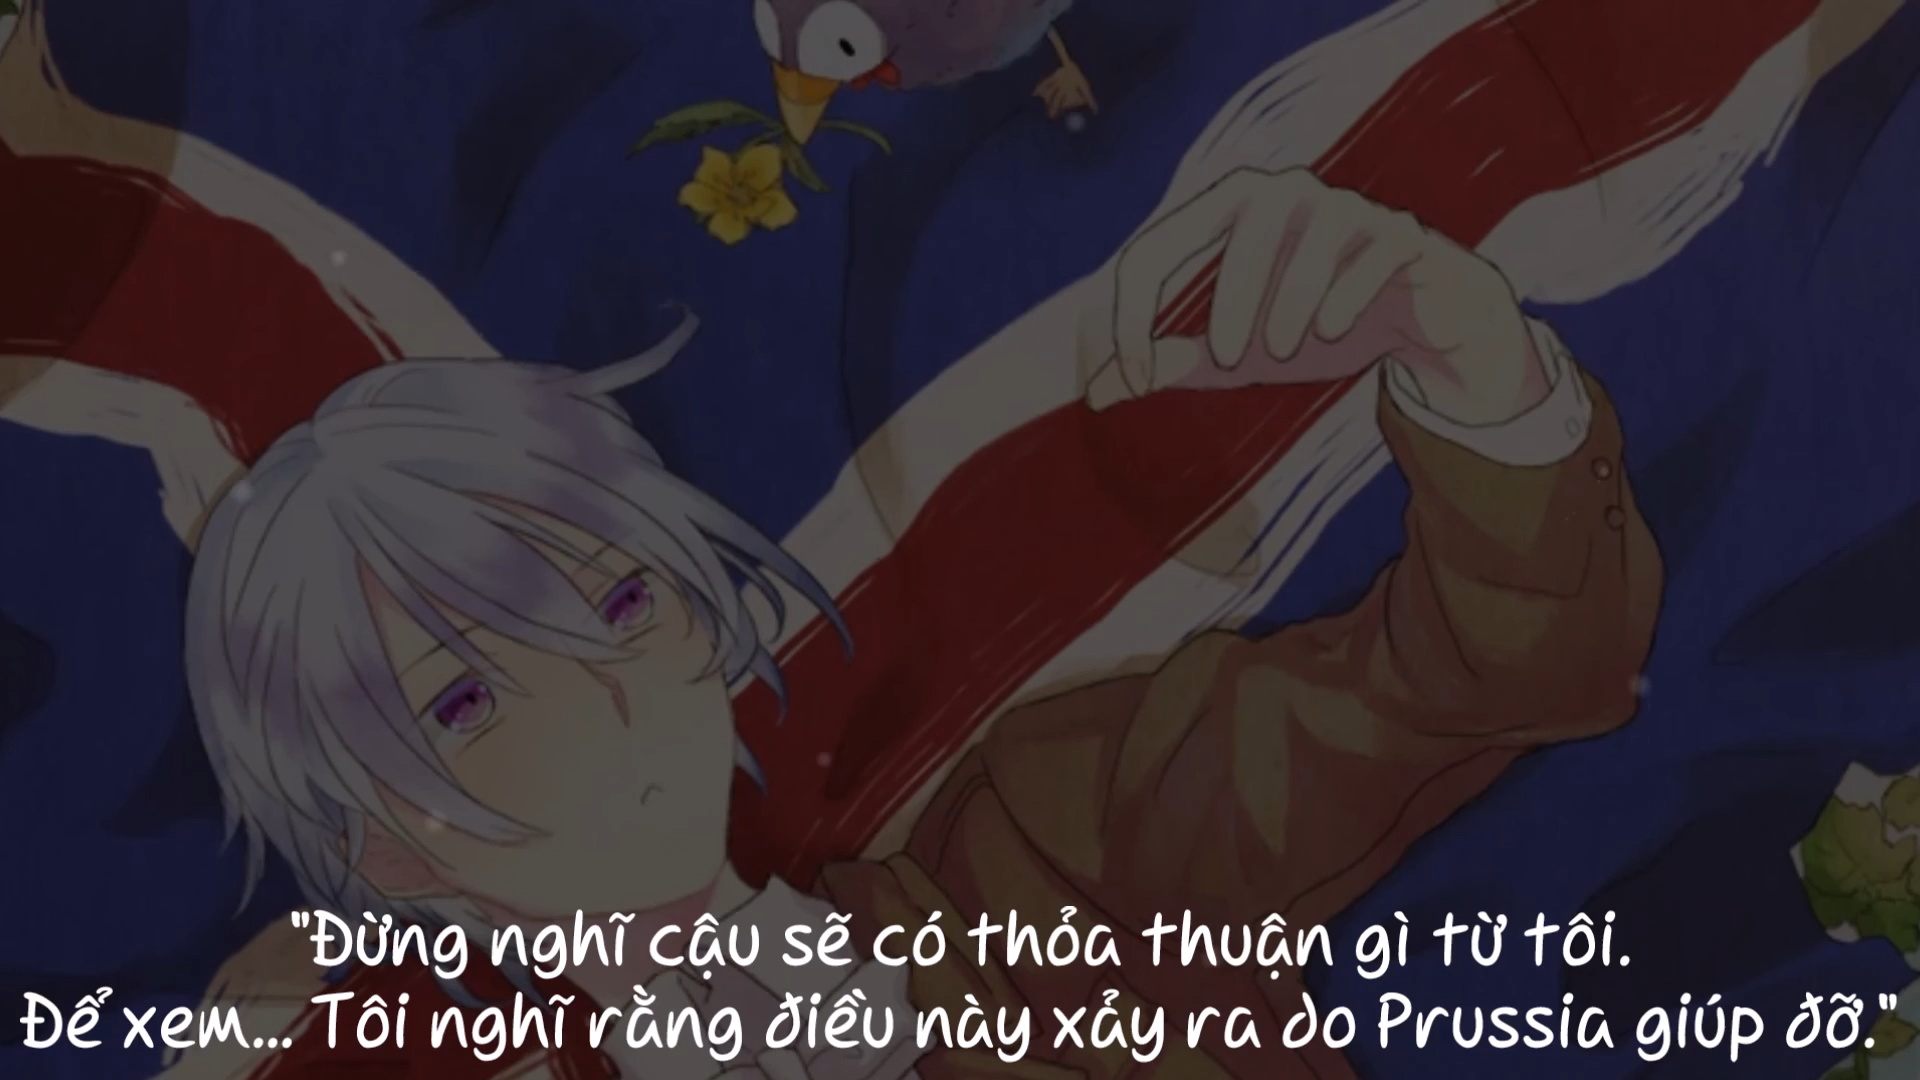 "Đừng nghĩ cậu sẽ có thỏa thuận gì từ tôi.
Để xem... Tôi nghĩ rằng điều này xảy ra do Prussia giúp đỡ."